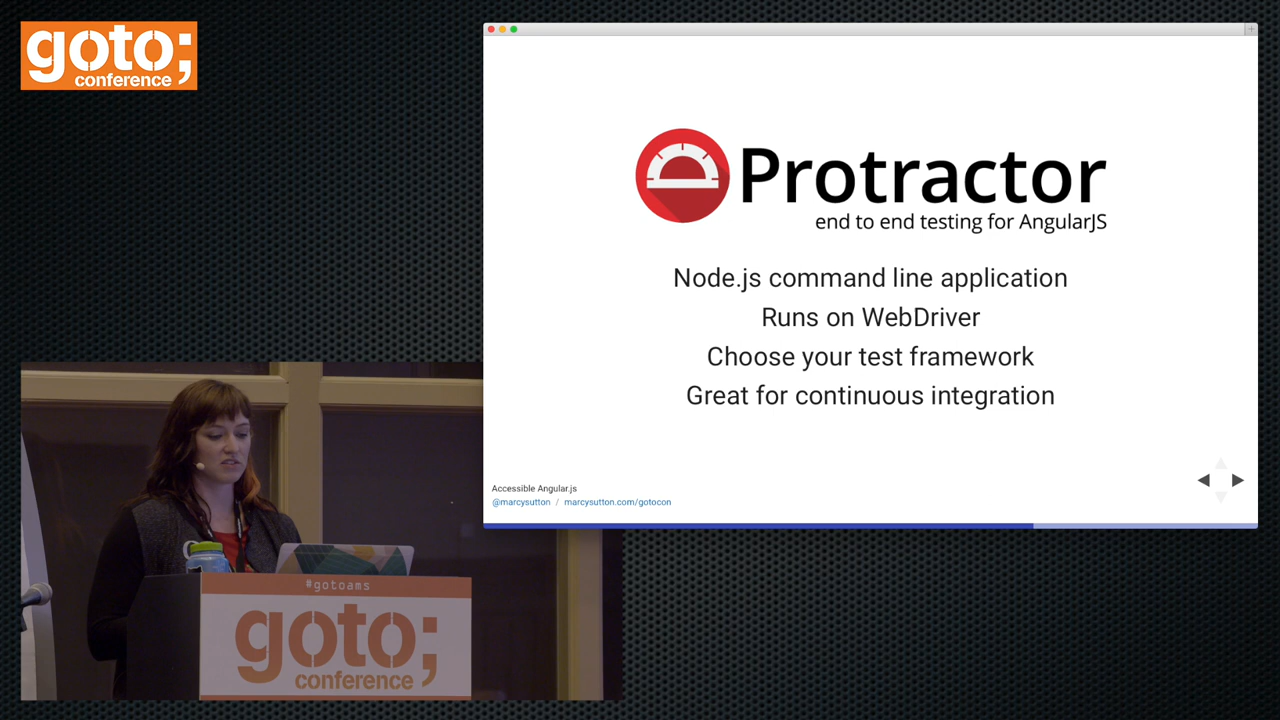 goto;
conference
Protractor
end to end testing for AngularJS
Node.js command line application
Runs on WebDriver
Choose your test framework
Great for continuous integration
Accessible Angular.js
@marcysutton / marcysutton.com/gotocon
#gotoams
goto;
conference